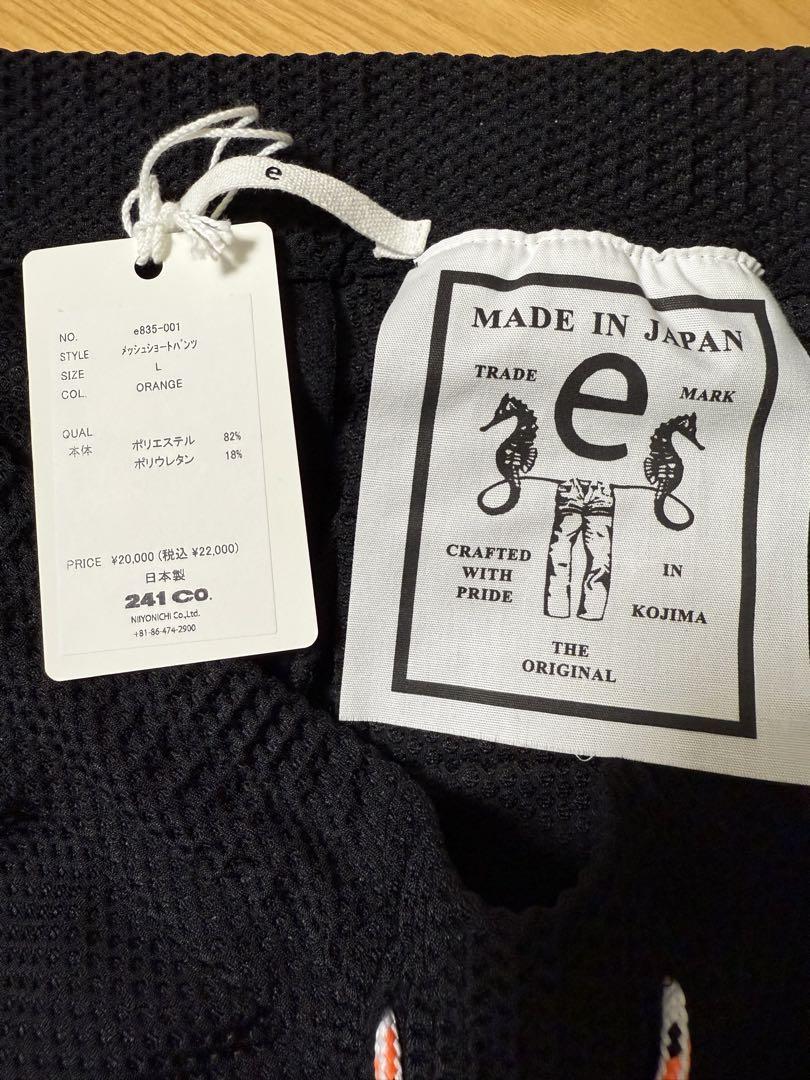 e
NO. e835-001
STYLE ﾒｯｼｭｼｮｰﾄﾊﾟﾝﾂ
SIZE L
COL. ORANGE
QUAL
本体 ポリエステル 82%
ポリウレタン 18%
PRICE ¥20,000 (税込 ¥22,000)
日本製
241 CO.
NIIYONICHI Co.,Ltd.
+81-86-474-2900
MADE IN JAPAN
TRADE e MARK
CRAFTED
WITH
PRIDE
IN
KOJIMA
THE
ORIGINAL